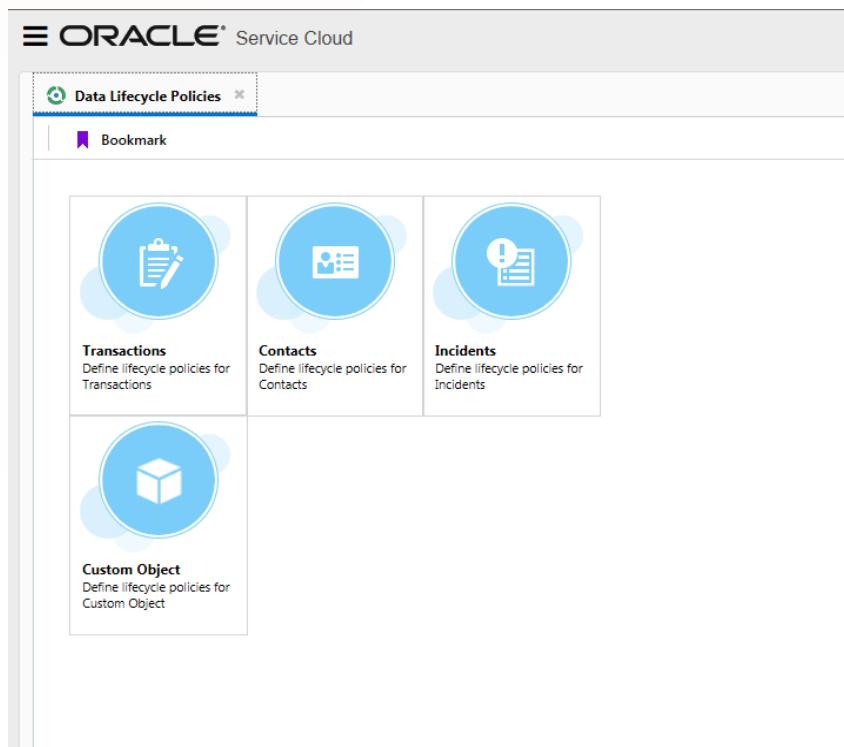 ORACLE Service Cloud
Data Lifecycle Policies
Bookmark
Transactions
Define lifecycle policies for
Transactions
Contacts
Define lifecycle policies for
Contacts
Incidents
Define lifecycle policies for
Incidents
Custom Object
Define lifecycle policies for
Custom Object